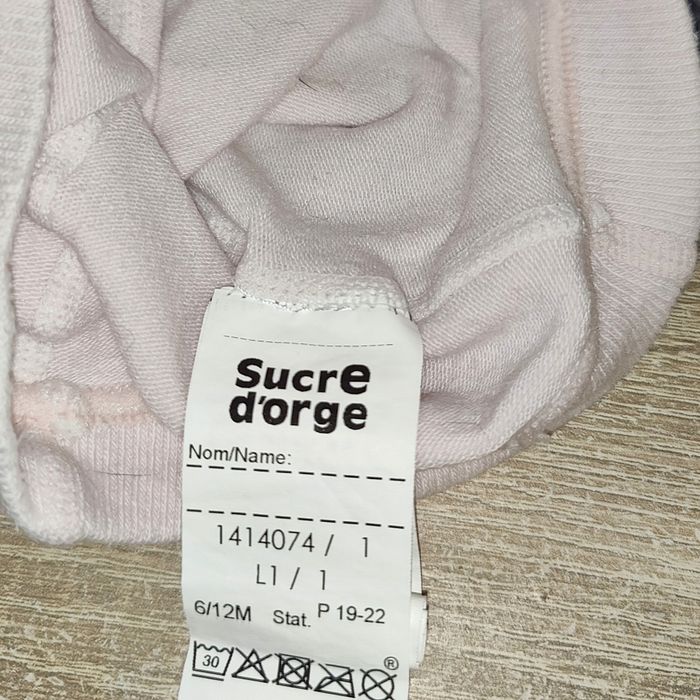 Sucre
d'orge
Nom/Name:
1414074 / 1
L1 / 1
6/12M Stat. P 19-22
30 ®